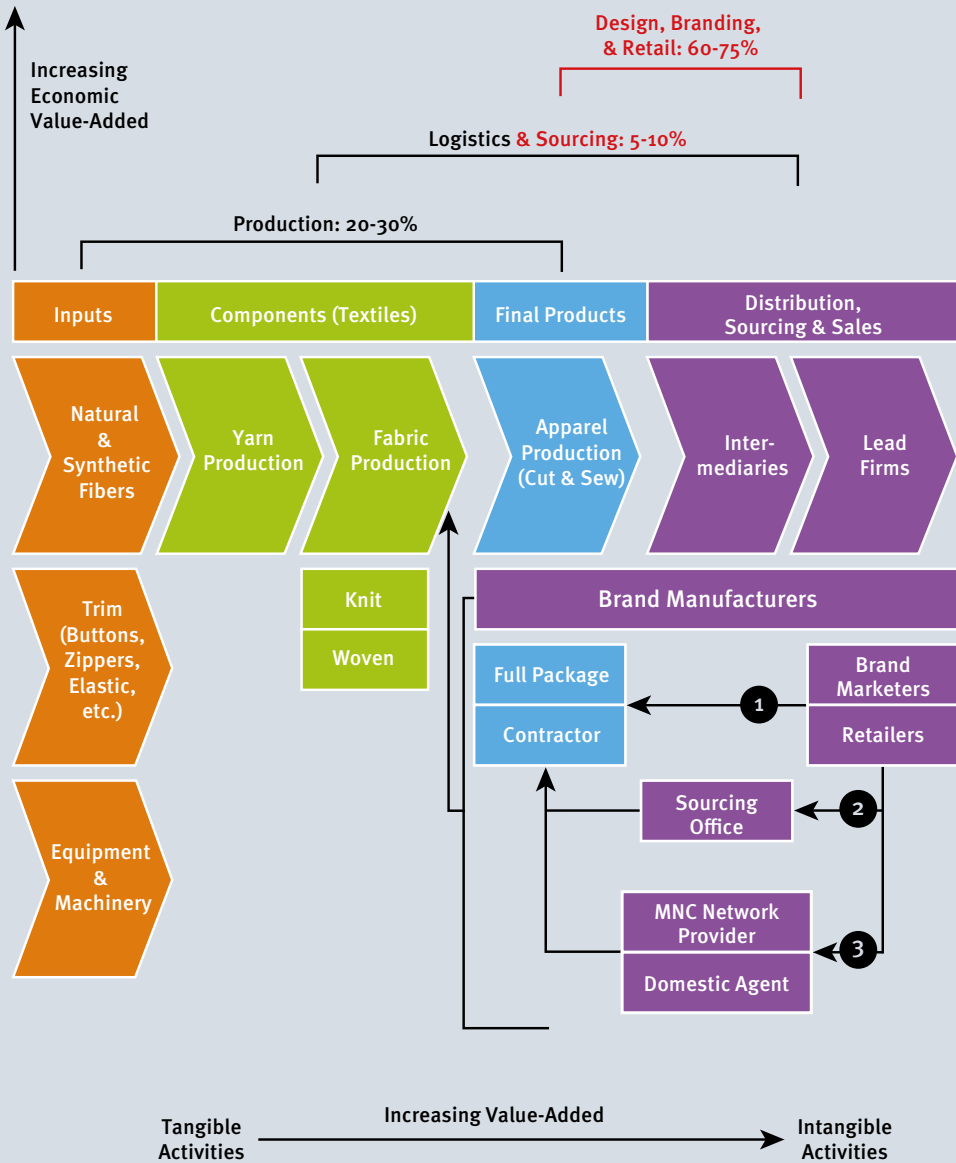 Design, Branding,
& Retail: 60-75%
Increasing
Economic
Value-Added
Logistics & Sourcing: 5-10%
Production: 20-30%
Inputs
Components (Textiles)
Final Products
Distribution,
Sourcing & Sales
Natural
&
Synthetic
Fibers
Yarn
Production
Fabric
Production
Apparel
Production
(Cut & Sew)
Inter-
mediaries
Lead
Firms
Trim
(Buttons,
Zippers,
Elastic,
etc.)
Knit
Woven
Brand Manufacturers
Full Package
Contractor
1
Brand
Marketers
Retailers
Sourcing
Office
2
Equipment
&
Machinery
MNC Network
Provider
Domestic Agent
3
Tangible
Activities
Increasing Value-Added
Intangible
Activities